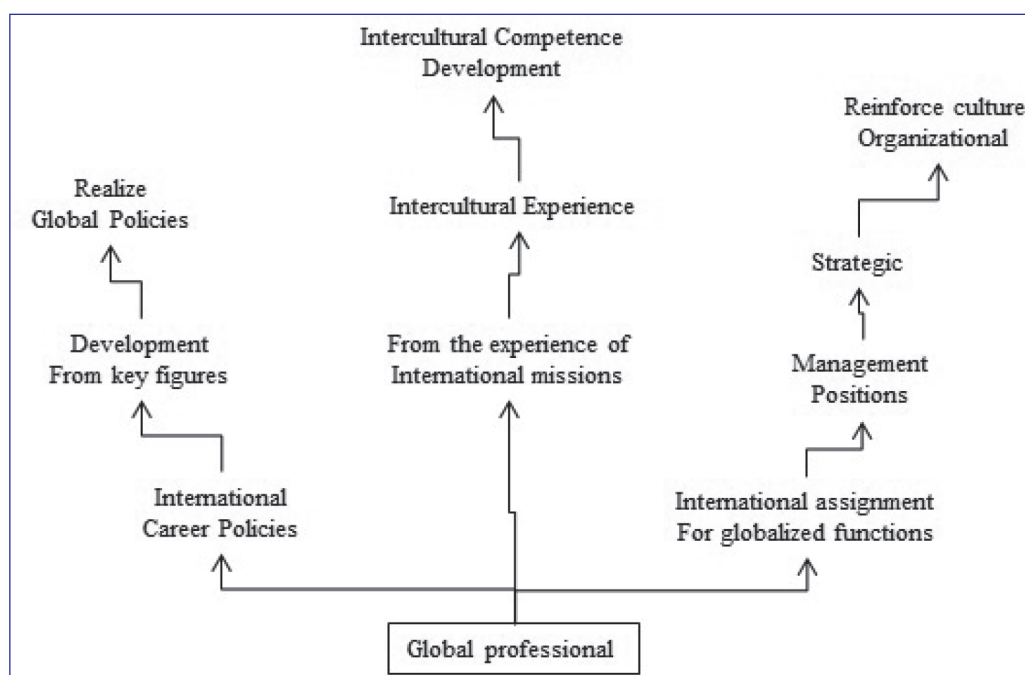 Intercultural Competence
Development
Reinforce culture
Organizational
Realize
Global Policies
Intercultural Experience
Strategic
Development
From key figures
From the experience of
International missions
Management
Positions
International
Career Policies
International assignment
For globalized functions
Global professional